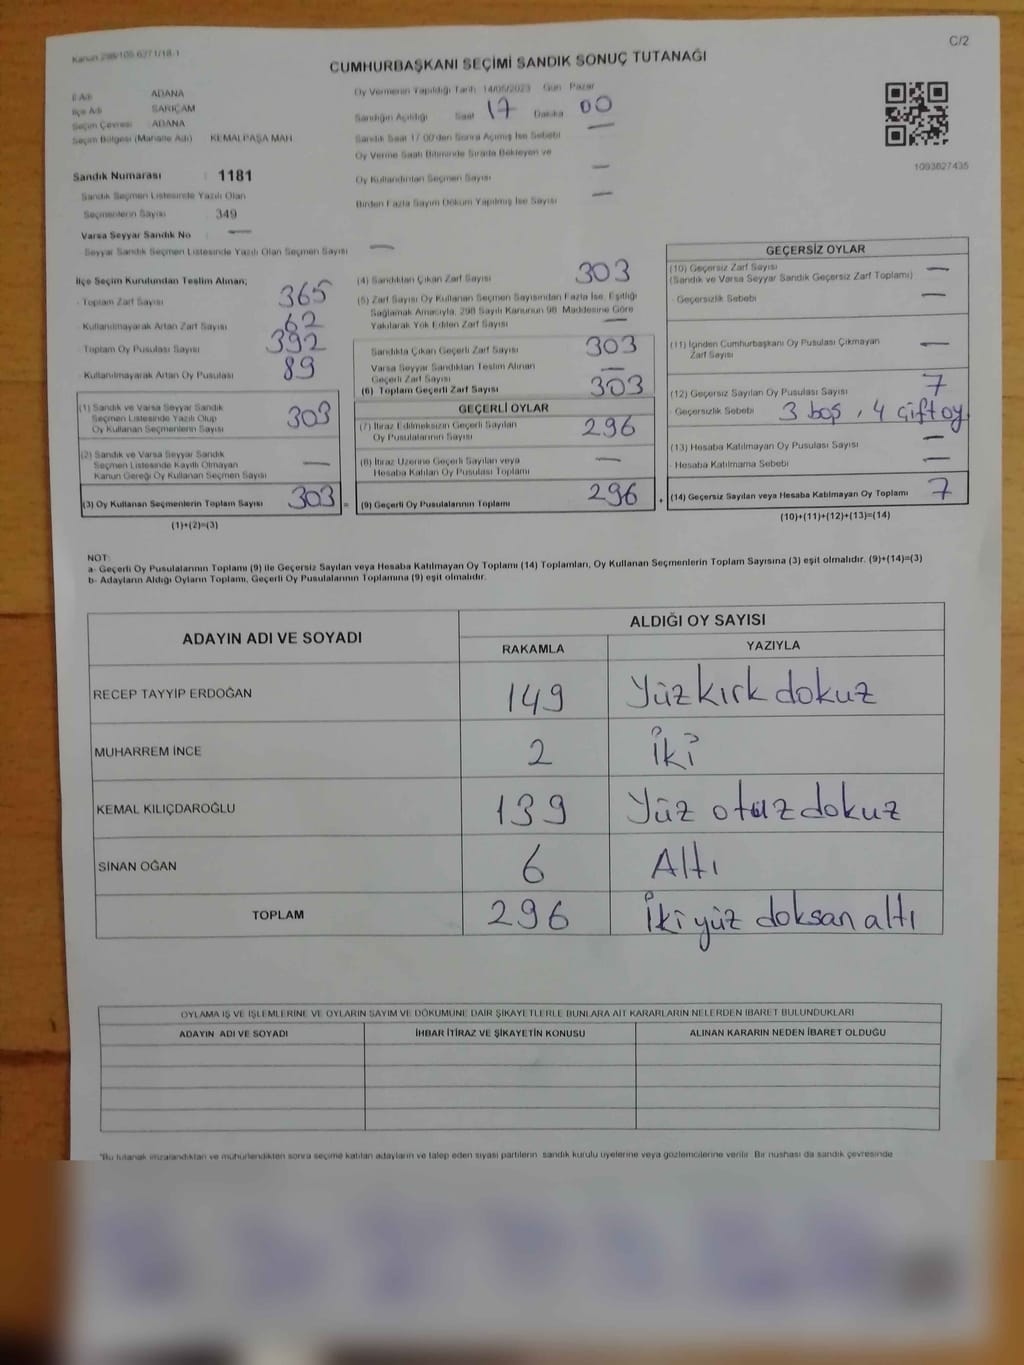 Kanun 298/105 6271/18-1
C/2
CUMHURBAŞKANI SEÇİMİ SANDIK SONUÇ TUTANAĞI
İl Adı ADANA
İlçe Adı SARIÇAM
Seçim Çevresi ADANA
Seçim Bölgesi (Mahalle Adı) KEMALPAŞA MAH
Sandık Numarası : 1181
Sandık Seçmen Listesinde Yazılı Olan
Seçmenlerin Sayısı 349
Varsa Seyyar Sandık No : —
Seyyar Sandık Seçmen Listesinde Yazılı Olan Seçmen Sayısı —
Oy Vermenin Yapıldığı Tarih 14/05/2023 Gün Pazar
Sandığın Açıldığı Saat 17 Dakika 00
Sandık Saat 17 00'den Sonra Açılmış İse Sebebi —
Oy Verme Saati Bitiminde Sırada Bekleyen ve
Oy Kullandırılan Seçmen Sayısı —
Birden Fazla Sayım Döküm Yapılmış İse Sayısı —
1093627435
İlçe Seçim Kurulundan Teslim Alınan;
- Toplam Zarf Sayısı 365
- Kullanılmayarak Artan Zarf Sayısı 62
- Toplam Oy Pusulası Sayısı 392
- Kullanılmayarak Artan Oy Pusulası 89
(1) Sandık ve Varsa Seyyar Sandık
Seçmen Listesinde Yazılı Olup
Oy Kullanan Seçmenlerin Sayısı 303
(2) Sandık ve Varsa Seyyar Sandık
Seçmen Listesinde Kayıtlı Olmayan
Kanun Gereği Oy Kullanan Seçmen Sayısı —
(3) Oy Kullanan Seçmenlerin Toplam Sayısı 303 =
(1)+(2)=(3)
(4) Sandıktan Çıkan Zarf Sayısı 303
(5) Zarf Sayısı Oy Kullanan Seçmen Sayısından Fazla İse, Eşitliği
Sağlamak Amacıyla, 298 Sayılı Kanunun 98. Maddesine Göre
Yakılarak Yok Edilen Zarf Sayısı —
Sandıkta Çıkan Geçerli Zarf Sayısı 303
Varsa Seyyar Sandıktan Teslim Alınan
Geçerli Zarf Sayısı —
(6) Toplam Geçerli Zarf Sayısı 303
GEÇERLİ OYLAR
(7) İtiraz Edilmeksizin Geçerli Sayılan
Oy Pusulalarının Sayısı 296
(8) İtiraz Üzerine Geçerli Sayılan veya
Hesaba Katılan Oy Pusulası Toplamı —
(9) Geçerli Oy Pusulalarının Toplamı 296 +
GEÇERSİZ OYLAR
(10) Geçersiz Zarf Sayısı —
(Sandık ve Varsa Seyyar Sandık Geçersiz Zarf Toplamı)
- Geçersizlik Sebebi —
(11) İçinden Cumhurbaşkanı Oy Pusulası Çıkmayan
Zarf Sayısı —
(12) Geçersiz Sayılan Oy Pusulası Sayısı 7
- Geçersizlik Sebebi 3 boş, 4 çift oy
(13) Hesaba Katılmayan Oy Pusulası Sayısı —
- Hesaba Katılmama Sebebi —
(14) Geçersiz Sayılan veya Hesaba Katılmayan Oy Toplamı 7
(10)+(11)+(12)+(13)=(14)
NOT:
a- Geçerli Oy Pusulalarının Toplamı (9) ile Geçersiz Sayılan veya Hesaba Katılmayan Oy Toplamı (14) Toplamları, Oy Kullanan Seçmenlerin Toplam Sayısına (3) eşit olmalıdır. (9)+(14)=(3)
b- Adayların Aldığı Oyların Toplamı, Geçerli Oy Pusulalarının Toplamına (9) eşit olmalıdır.
ADAYIN ADI VE SOYADI
ALDIĞI OY SAYISI
RAKAMLA YAZIYLA
RECEP TAYYİP ERDOĞAN 149 Yüz kırk dokuz
MUHARREM İNCE 2 İki
KEMAL KILIÇDAROĞLU 139 Yüz otuz dokuz
SİNAN OĞAN 6 Altı
TOPLAM 296 İki yüz doksan altı
OYLAMA İŞ VE İŞLEMLERİNE VE OYLARIN SAYIM VE DÖKÜMÜNE DAİR ŞİKAYETLERLE BUNLARA AİT KARARLARIN NELERDEN İBARET BULUNDUKLARI
ADAYIN ADI VE SOYADI İHBAR İTİRAZ VE ŞİKAYETİN KONUSU ALINAN KARARIN NEDEN İBARET OLDUĞU
*Bu tutanak imzalandıktan ve mühürlendikten sonra seçime katılan adayların ve talep eden siyasi partilerin sandık kurulu üyelerine veya gözlemcilerine verilir. Bir nüshası da sandık çevresinde